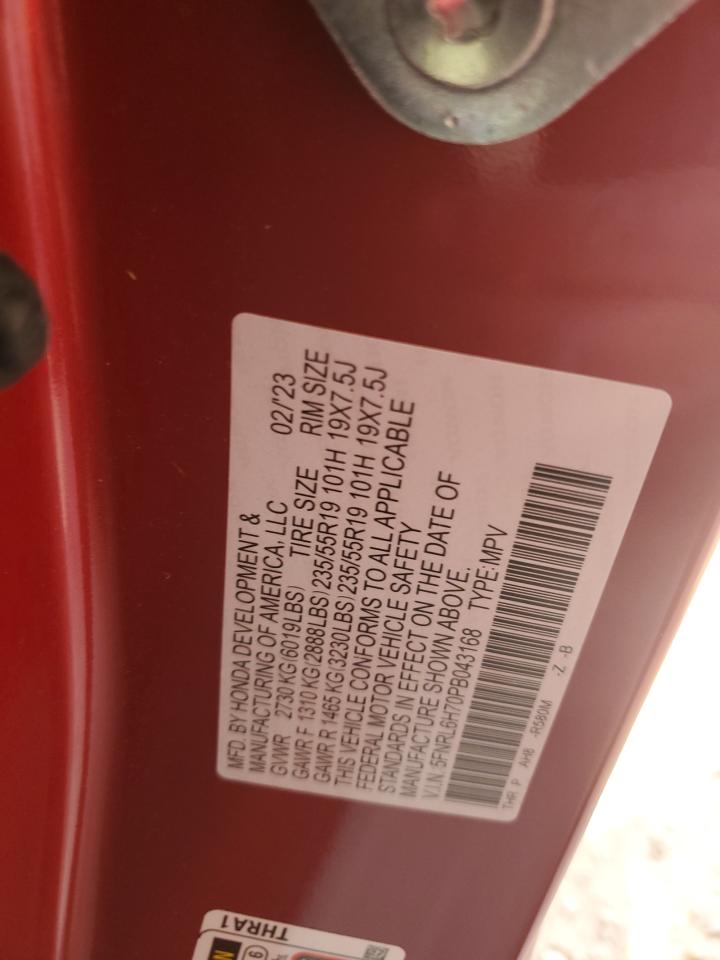 MFD. BY HONDA DEVELOPMENT &
MANUFACTURING OF AMERICA, LLC 02/'23
GVWR 2730 KG(6019LBS) TIRE SIZE RIM SIZE
GAWR F 1310 KG(2888LBS) 235/55R19 101H 19X7.5J
GAWR R 1465 KG(3230LBS) 235/55R19 101H 19X7.5J
THIS VEHICLE CONFORMS TO ALL APPLICABLE
FEDERAL MOTOR VEHICLE SAFETY
STANDARDS IN EFFECT ON THE DATE OF
MANUFACTURE SHOWN ABOVE.
V.I.N. 5FNRL6H70PB043168 TYPE:MPV
THR P AH6 -R580M -Z -B
THRA1